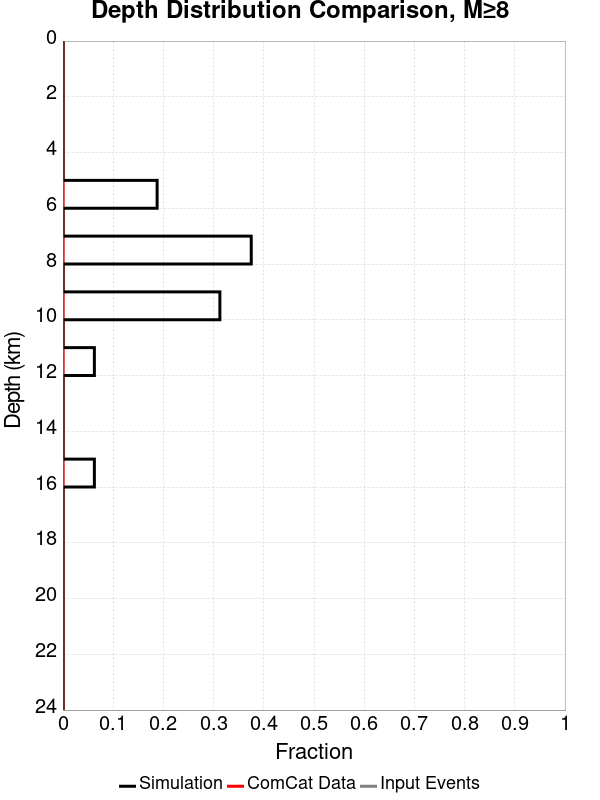 Depth Distribution Comparison, M≥8
0
2
4
6
8
10
12
14
16
18
20
22
24
Depth (km)
0 0.1 0.2 0.3 0.4 0.5 0.6 0.7 0.8 0.9 1
Fraction
Simulation ComCat Data Input Events